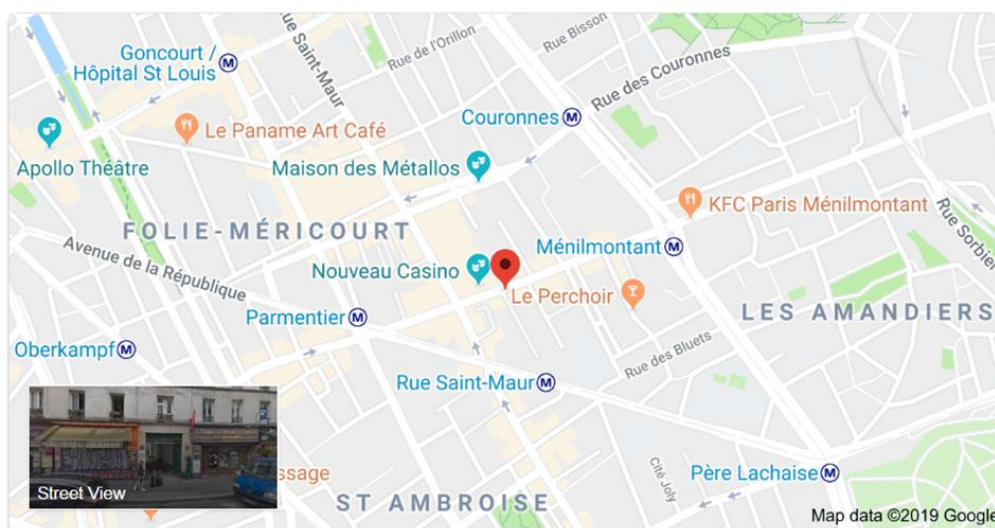 Goncourt /
Hôpital St Louis
M
Rue Saint-Maur
Rue de l'Orillon
Rue Bisson
Rue des Couronnes
Couronnes M
Le Paname Art Café
Apollo Théâtre
Maison des Métallos
KFC Paris Ménilmontant
Rue Sorbier
FOLIE-MÉRICOURT
Avenue de la République
Ménilmontant M
Nouveau Casino
Le Perchoir
LES AMANDIERS
Parmentier M
Oberkampf M
Rue des Bluets
Rue Saint-Maur M
Street View
ssage
Cité Joly
Père Lachaise M
ST AMBROISE
Map data ©2019 Google